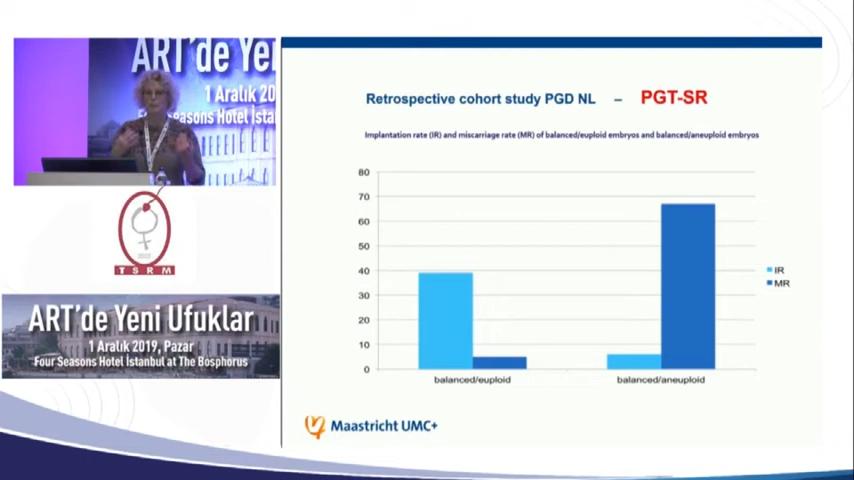 ART'de Ye
1 Aralık 20
Seasons Hotel İsta
TSRM
ART'de Yeni Ufuklar
1 Aralık 2019, Pazar
Four Seasons Hotel İstanbul at The Bosphorus
Retrospective cohort study PGD NL – PGT-SR
Implantation rate (IR) and miscarriage rate (MR) of balanced/euploid embryos and balanced/aneuploid embryos
80
70
60
50
40
30
20
10
0
balanced/euploid
balanced/aneuploid
IR
MR
Maastricht UMC+